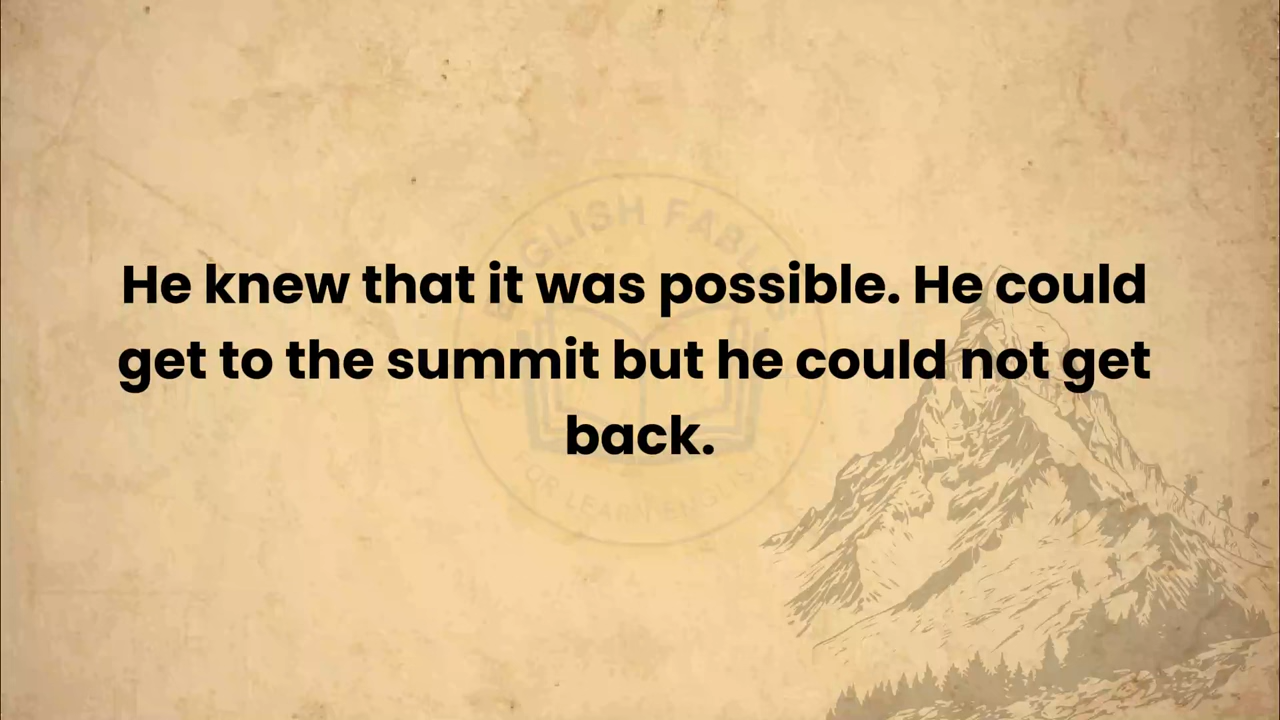 He knew that it was possible. He could
get to the summit but he could not get
back.